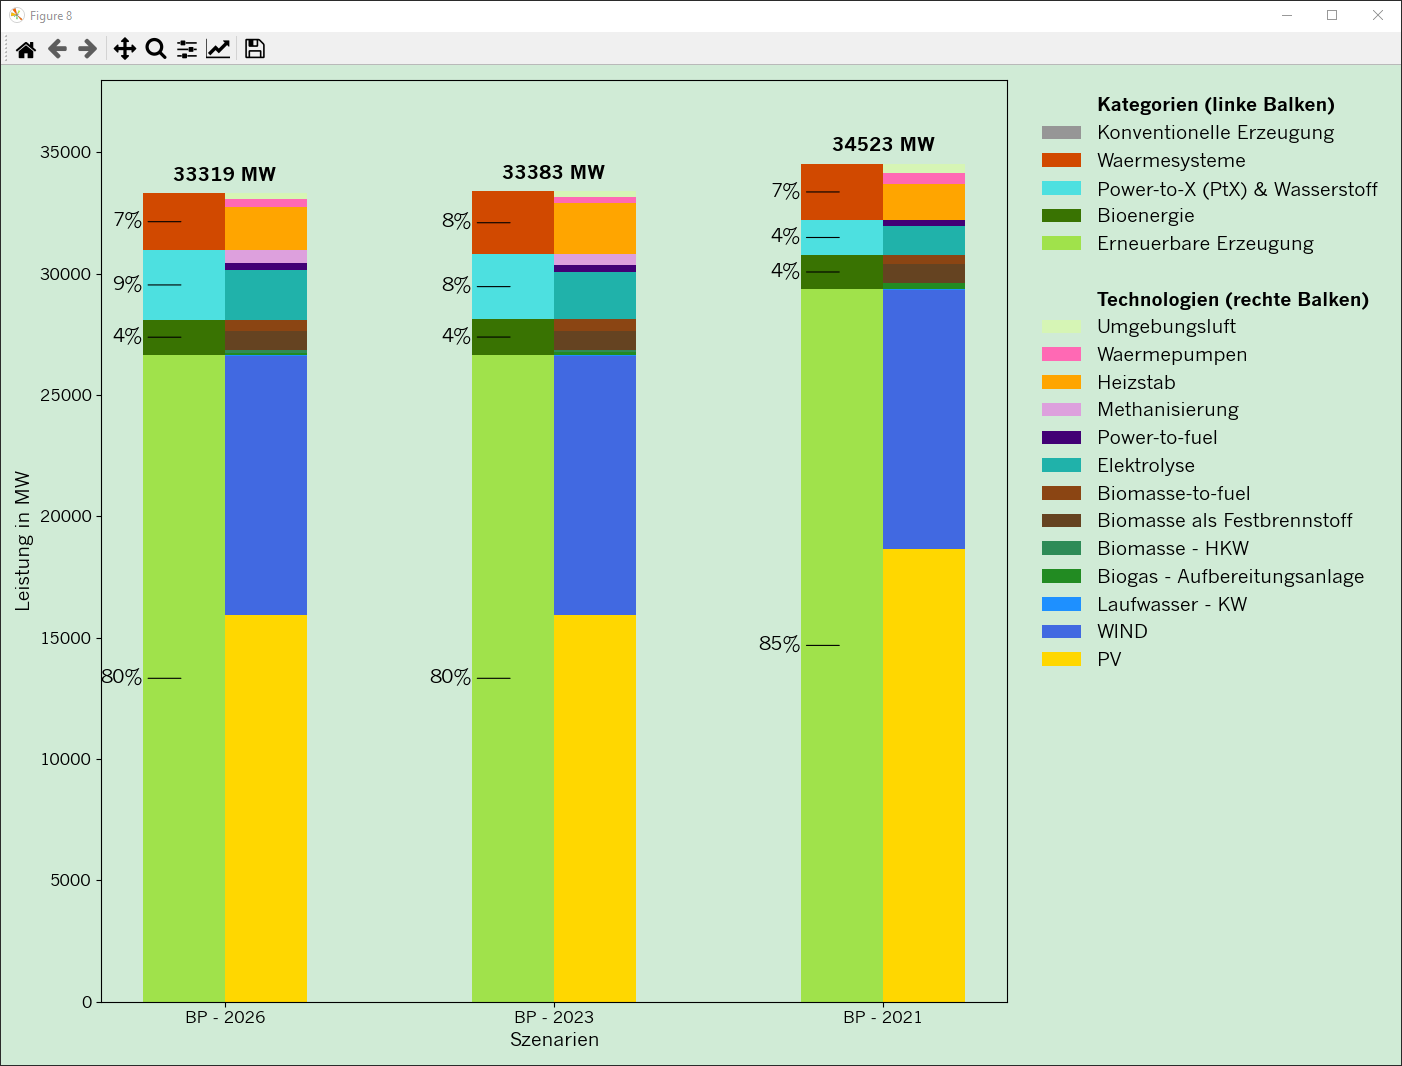 Figure 8
Kategorien (linke Balken)
Konventionelle Erzeugung
Waermesysteme
Power-to-X (PtX) & Wasserstoff
Bioenergie
Erneuerbare Erzeugung
Technologien (rechte Balken)
Umgebungsluft
Waermepumpen
Heizstab
Methanisierung
Power-to-fuel
Elektrolyse
Biomasse-to-fuel
Biomasse als Festbrennstoff
Biomasse - HKW
Biogas - Aufbereitungsanlage
Laufwasser - KW
WIND
PV
Leistung in MW
35000
30000
25000
20000
15000
10000
5000
0
33319 MW
7%
9%
4%
80%
33383 MW
8%
8%
4%
80%
34523 MW
7%
4%
4%
85%
BP - 2026
BP - 2023
BP - 2021
Szenarien